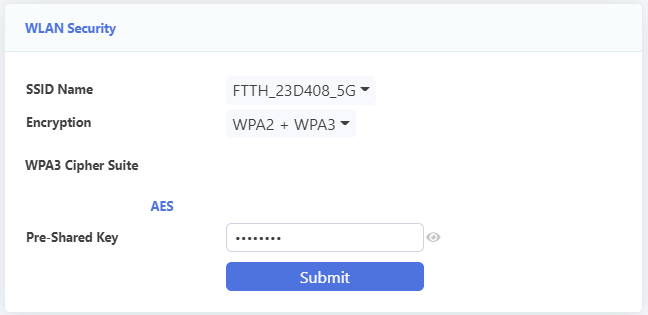 WLAN Security
SSID Name FTTH_23D408_5G
Encryption WPA2 + WPA3
WPA3 Cipher Suite
AES
Pre-Shared Key ••••••••
Submit